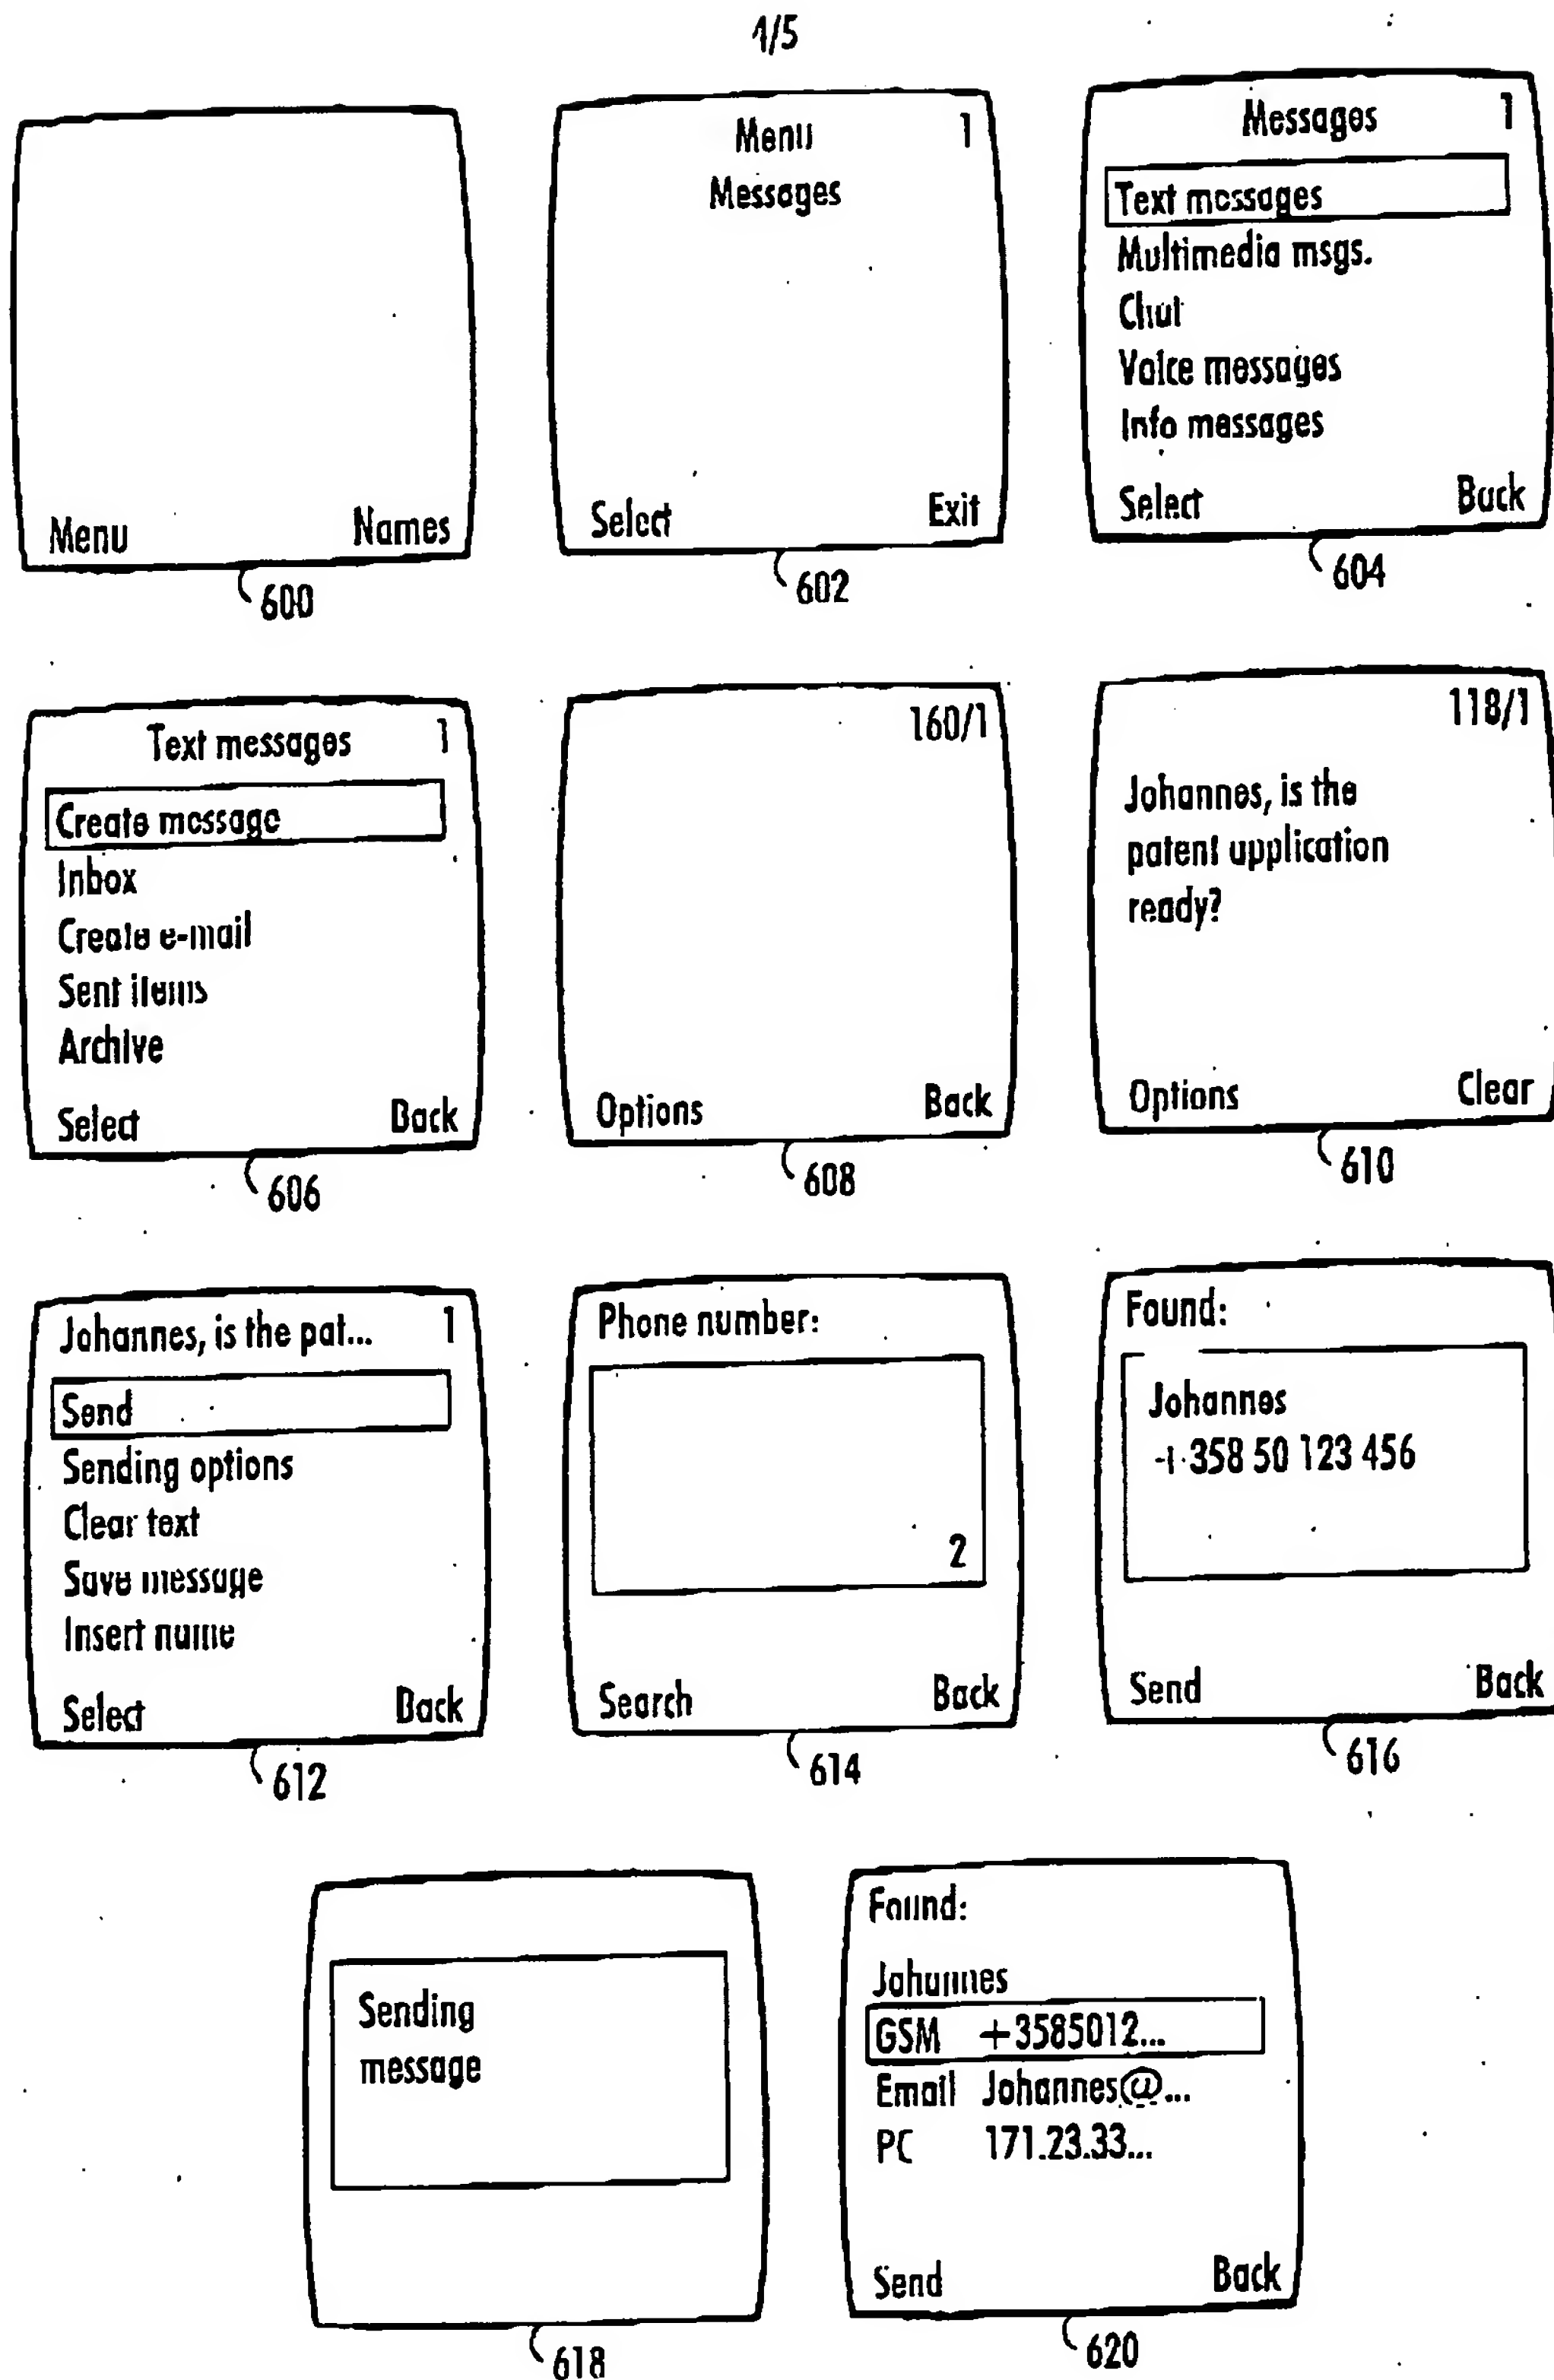 1/5
Menu Names
600
Menu 1
Messages
Select Exit
602
Messages 1
Text messages
Multimedia msgs.
Chat
Voice messages
Info messages
Select Back
604
Text messages 1
Create message
Inbox
Create e-mail
Sent items
Archive
Select Back
606
160/1
Options Back
608
118/1
Johannes, is the
patent application
ready?
Options Clear
610
Johannes, is the pat... 1
Send
Sending options
Clear text
Save message
Insert name
Select Back
612
Phone number:
2
Search Back
614
Found:
Johannes
+358 50 123 456
Send Back
616
Sending
message
618
Found:
Johannes
GSM +3585012...
Email Johannes@...
PC 171.23.33...
Send Back
620